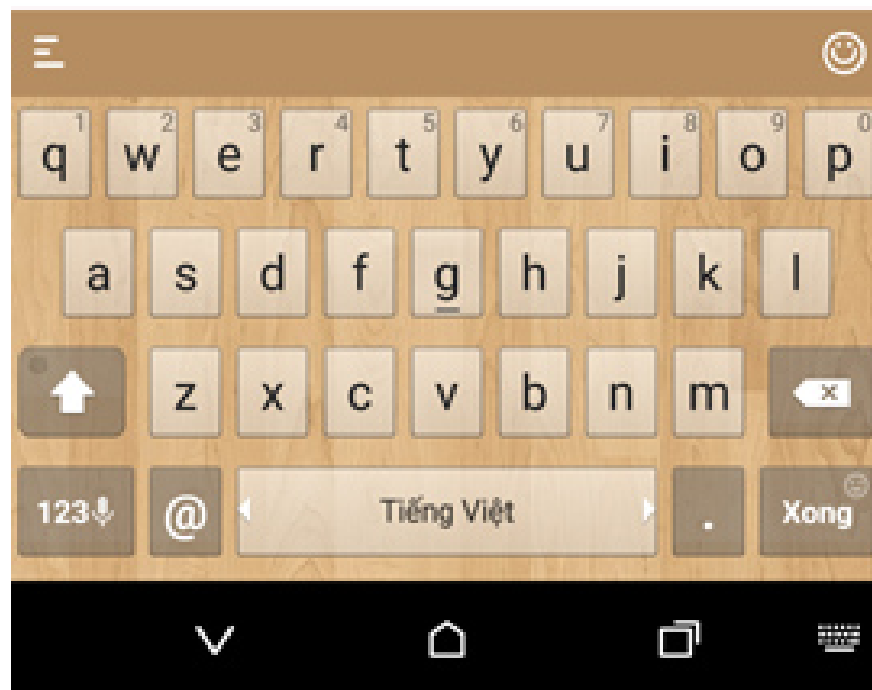 1 2 3 4 5 6 7 8 9 0
q w e r t y u i o p
a s d f g h j k l
z x c v b n m
123 @ Tiếng Việt . Xong